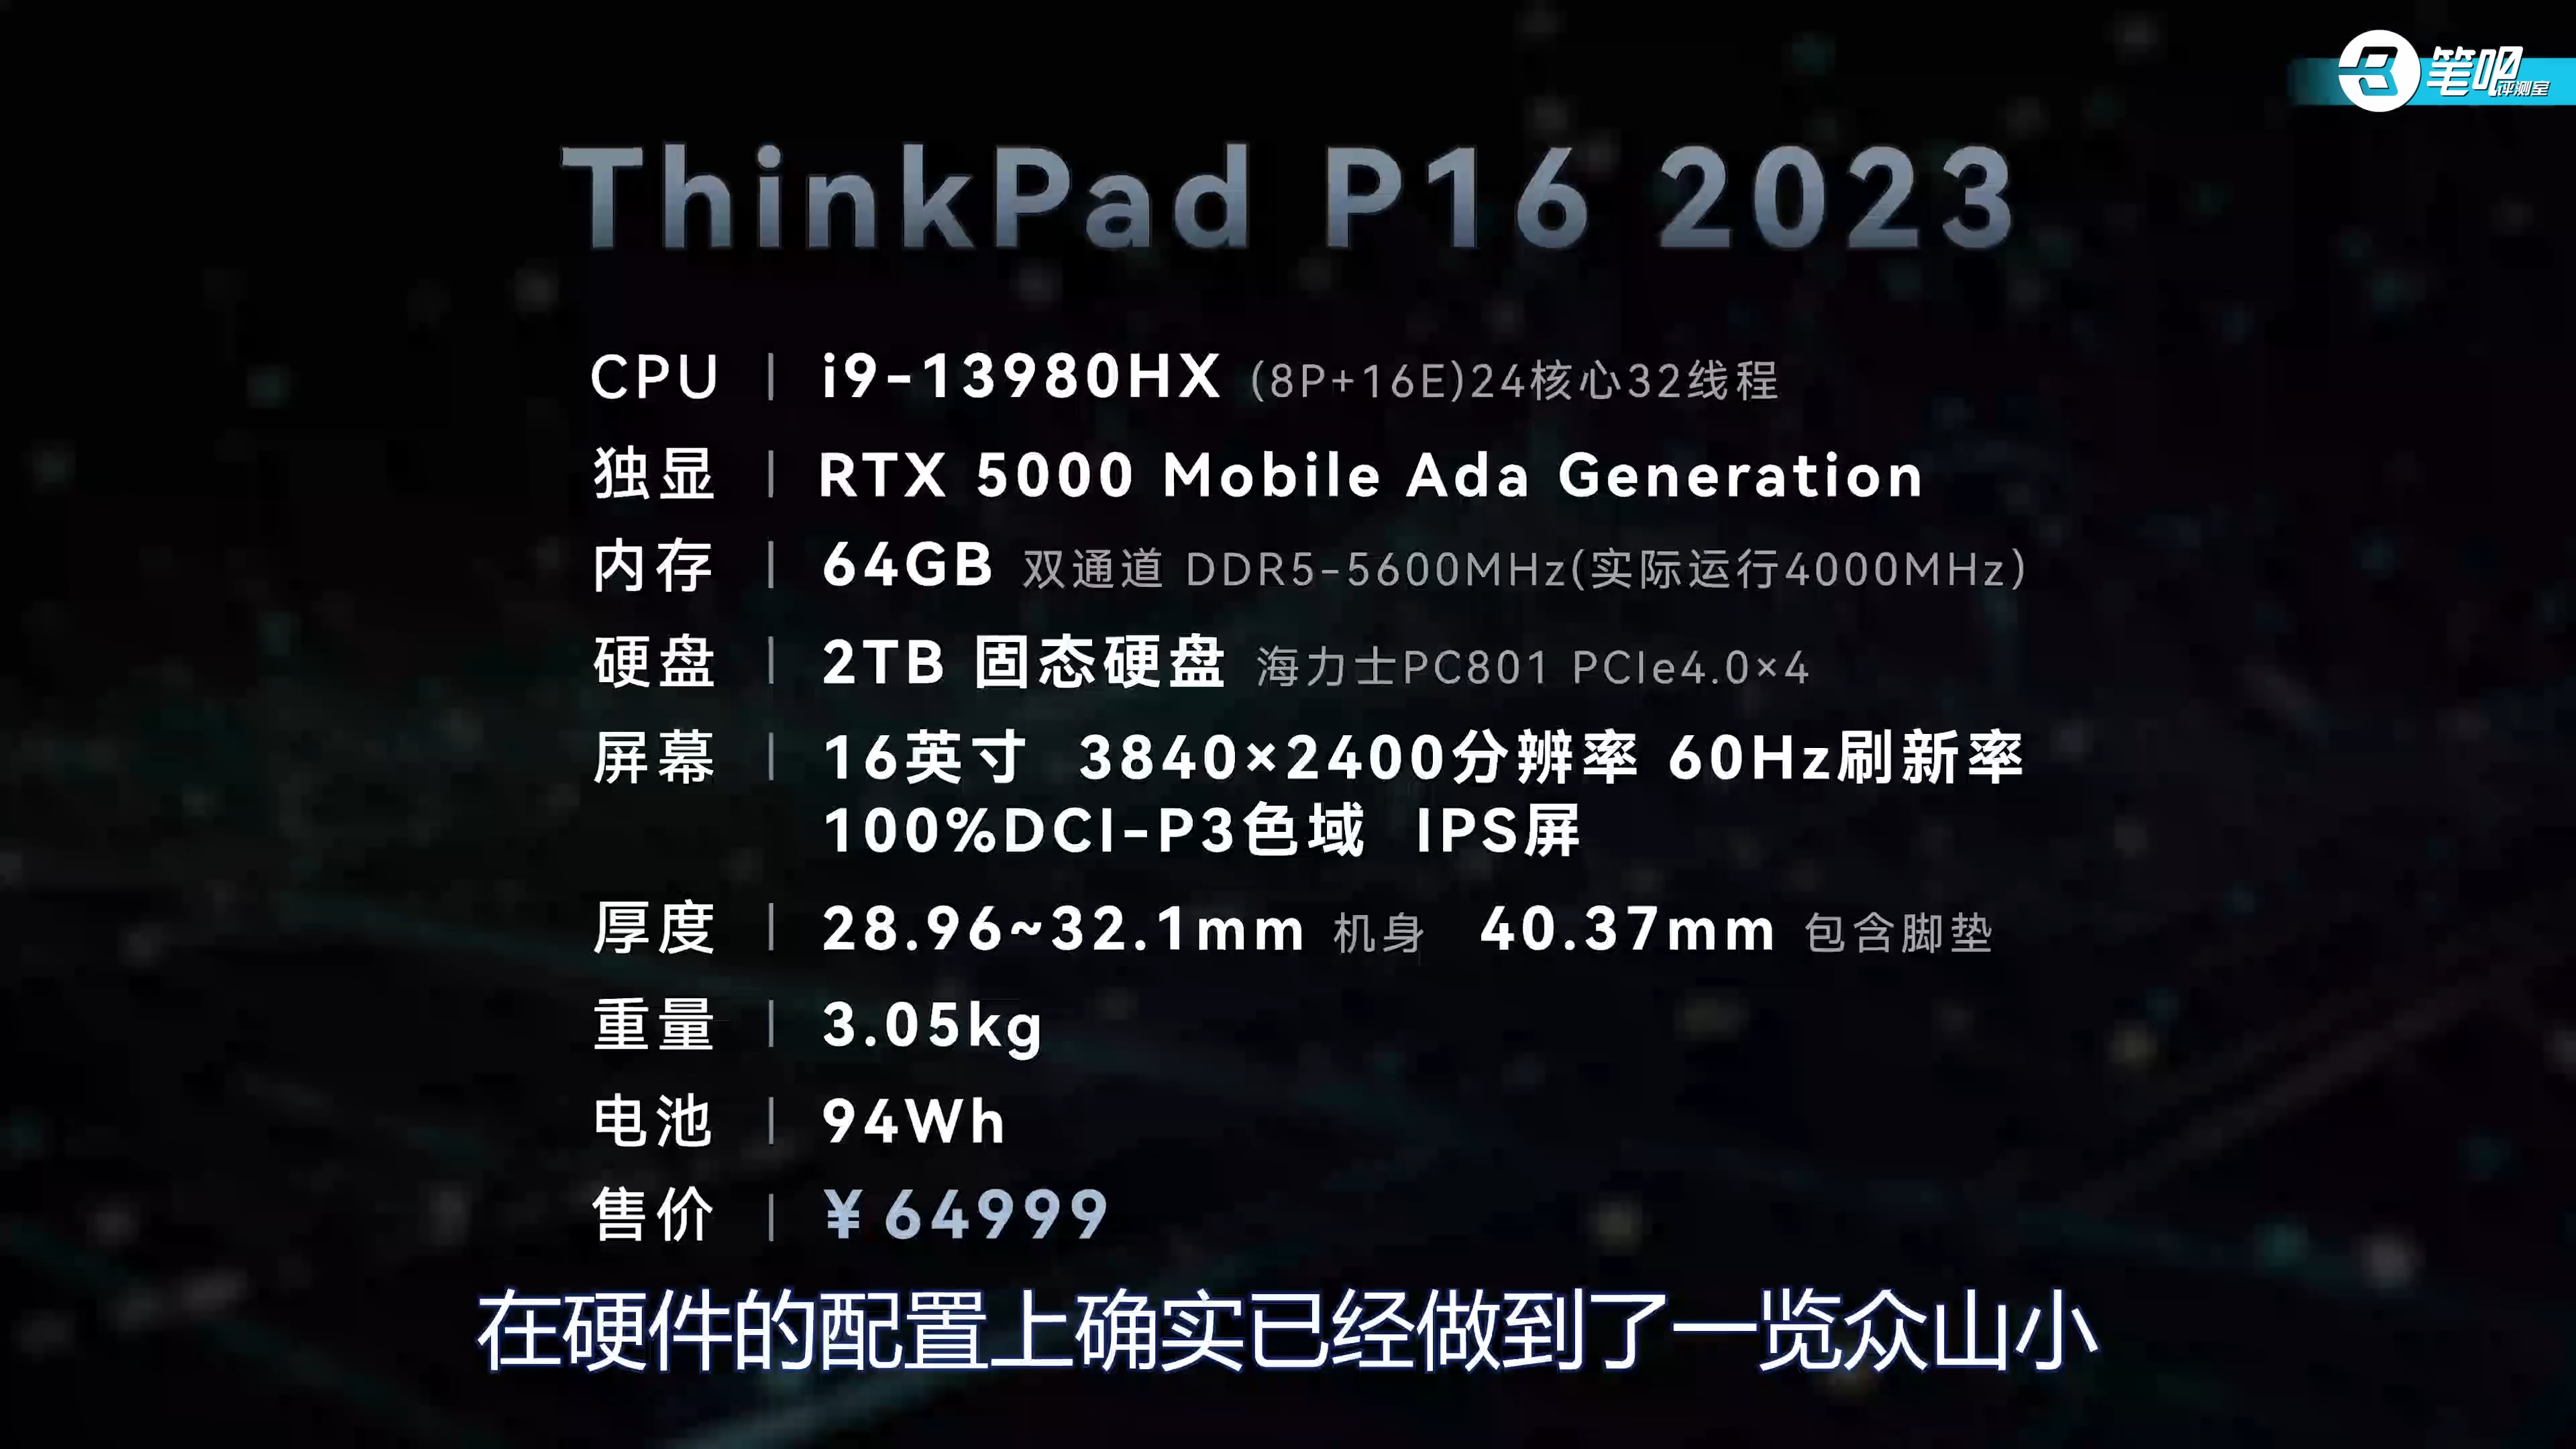 笔吧评测室
ThinkPad P16 2023
CPU | i9-13980HX (8P+16E)24核心32线程
独显 | RTX 5000 Mobile Ada Generation
内存 | 64GB 双通道 DDR5-5600MHz(实际运行4000MHz)
硬盘 | 2TB 固态硬盘 海力士PC801 PCIe4.0×4
屏幕 | 16英寸 3840×2400分辨率 60Hz刷新率
100%DCI-P3色域 IPS屏
厚度 | 28.96~32.1mm 机身 40.37mm 包含脚垫
重量 | 3.05kg
电池 | 94Wh
售价 | ¥64999
在硬件的配置上确实已经做到了一览众山小